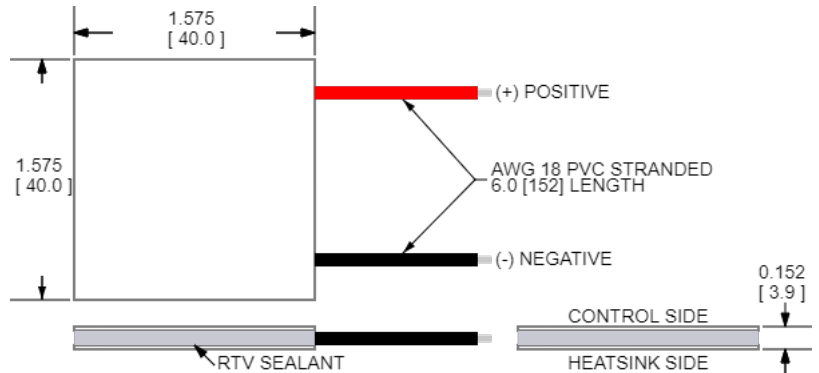 1.575
[ 40.0 ]
(+) POSITIVE
1.575
[ 40.0 ]
AWG 18 PVC STRANDED
6.0 [152] LENGTH
(-) NEGATIVE
0.152
[ 3.9 ]
CONTROL SIDE
RTV SEALANT
HEATSINK SIDE